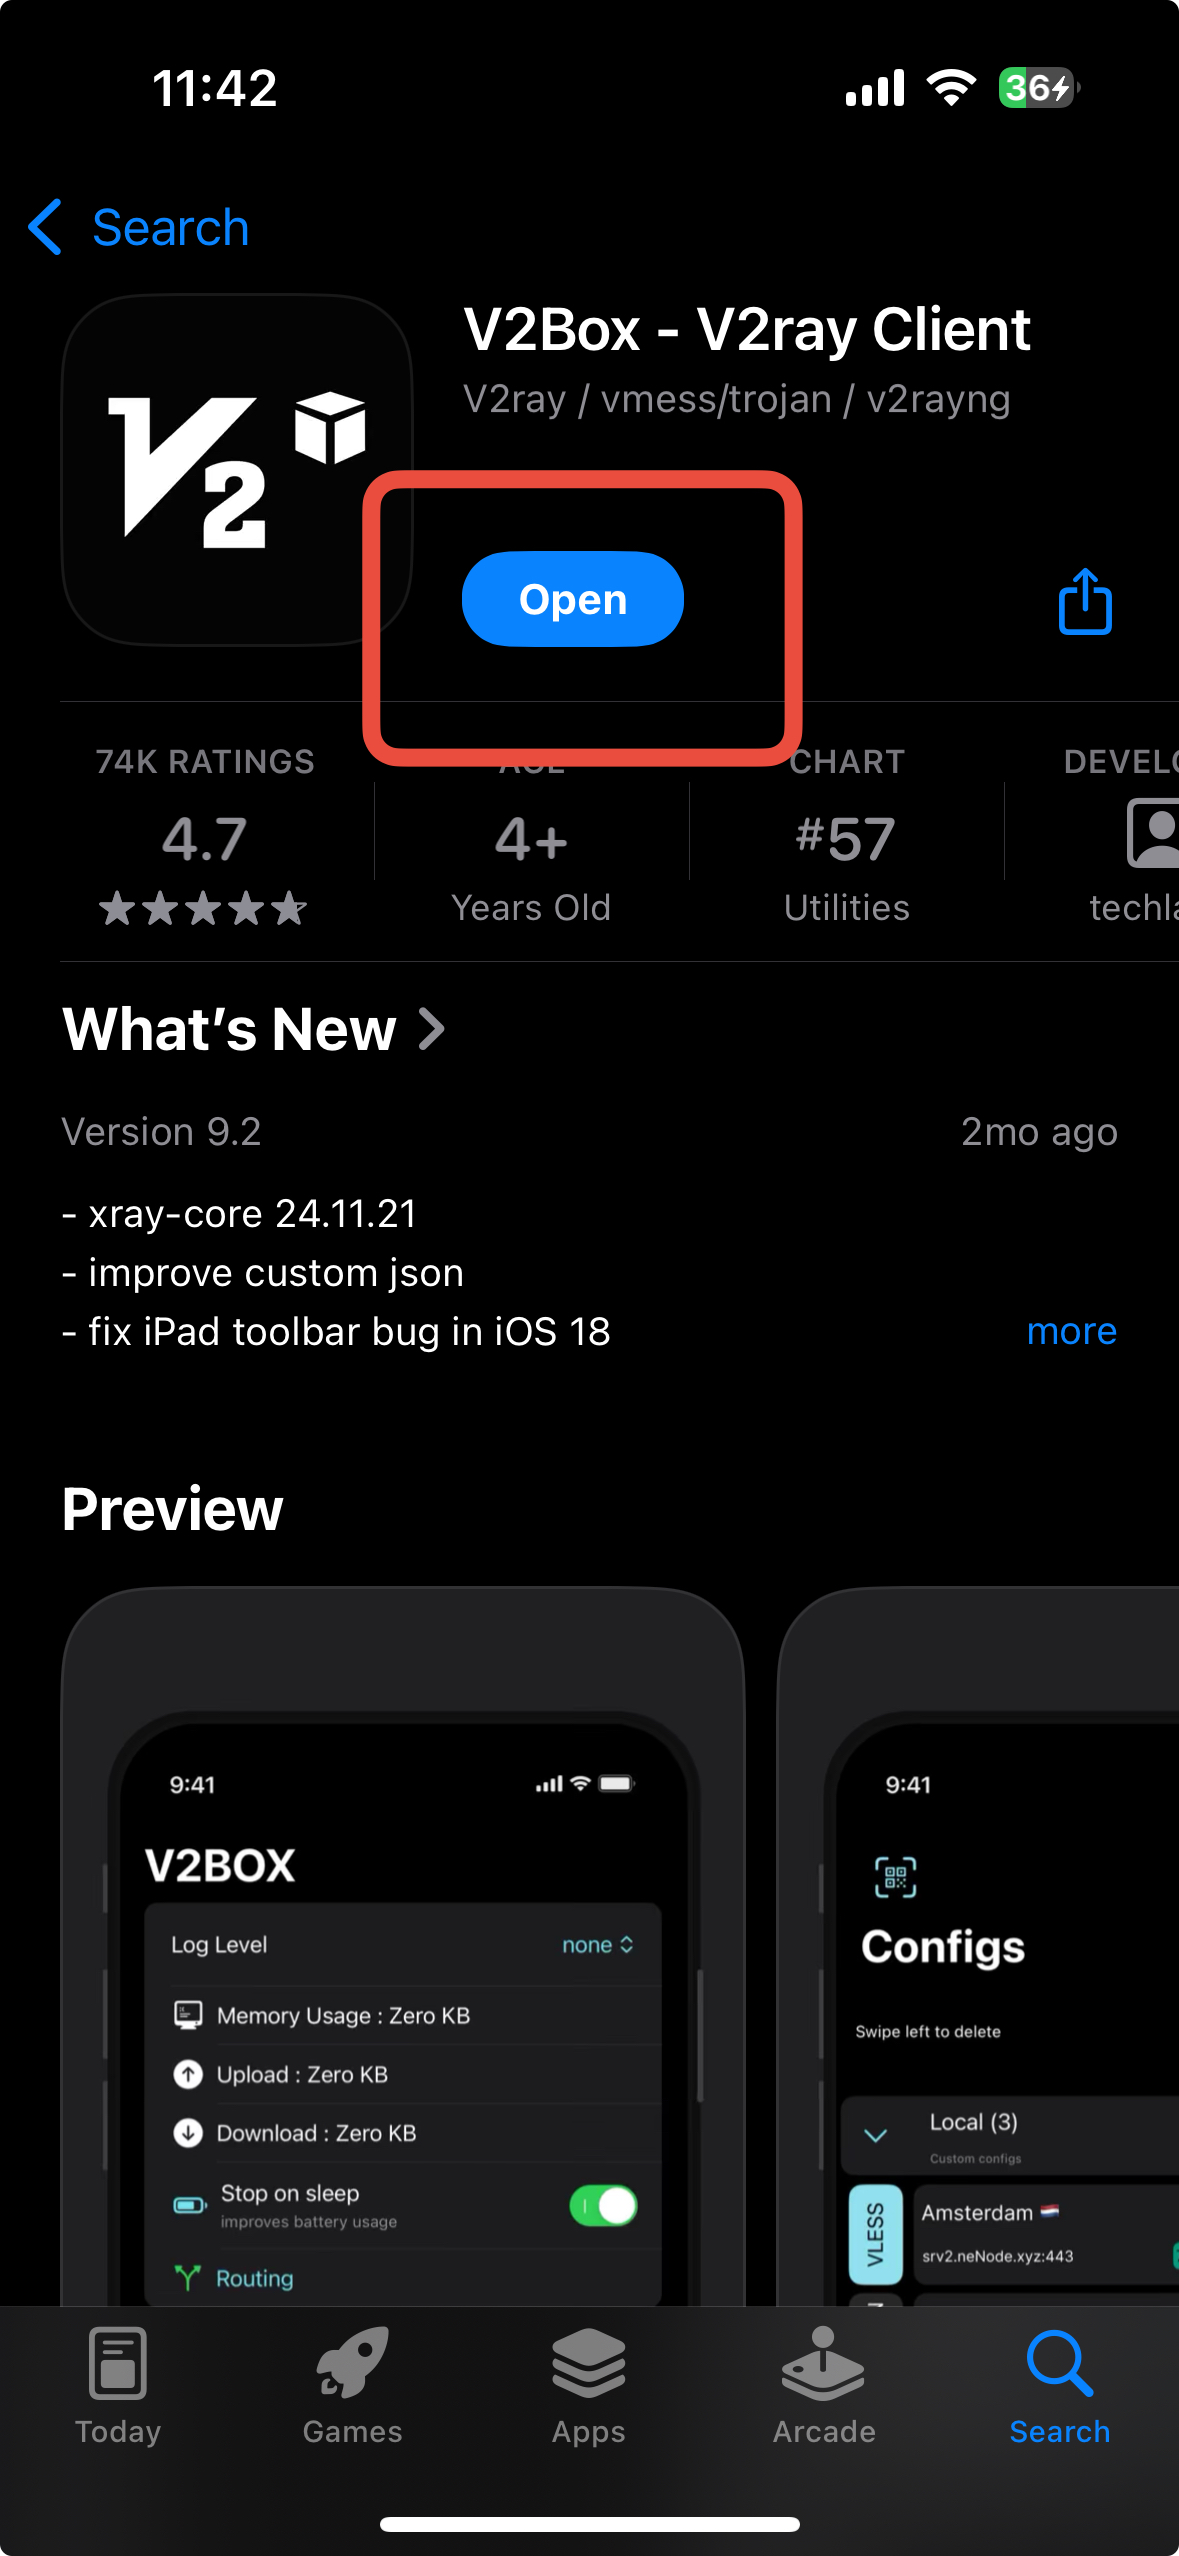 11:42
36
Search
V2
V2Box - V2ray Client
V2ray / vmess/trojan / v2rayng
Open
74K RATINGS
4.7
4+
Years Old
CHART
#57
Utilities
What's New
Version 9.2
2mo ago
- xray-core 24.11.21
- improve custom json
- fix iPad toolbar bug in iOS 18
more
Preview
9:41
V2BOX
Log Level
none
Memory Usage : Zero KB
Upload : Zero KB
Download : Zero KB
Stop on sleep
improves battery usage
Routing
9:41
Configs
Swipe left to delete
Local (3)
Custom configs
VLESS
Amsterdam
srv2.neNode.xyz:443
Today
Games
Apps
Arcade
Search